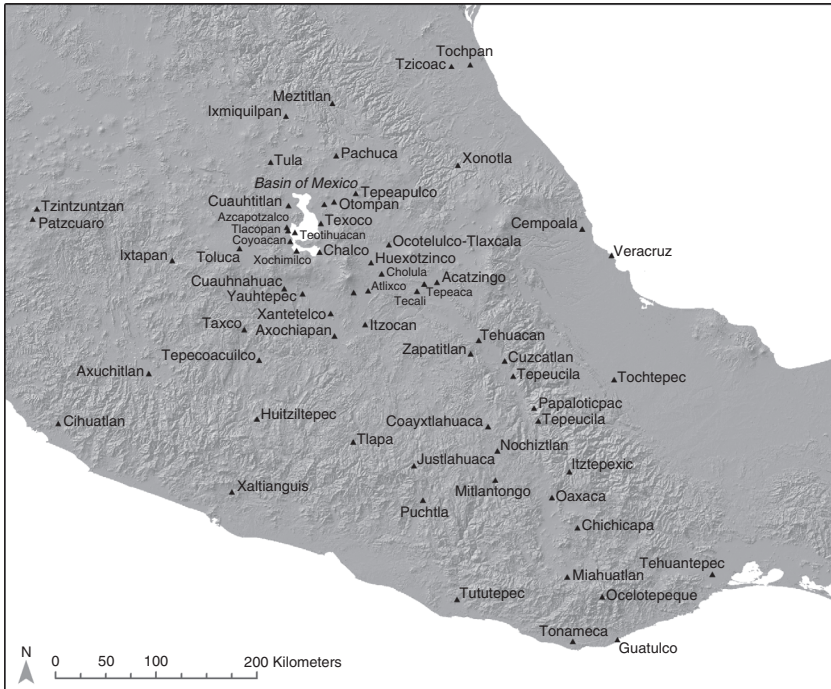 Tochpan
Tzicoac
Meztitlan
Ixmiquilpan
Pachuca
Tula
Xonotla
Basin of Mexico
Tepeapulco
Cuauhtitlan
Otompan
Tzintzuntzan
Patzcuaro
Azcapotzalco
Texoco
Tlacopan
Teotihuacan
Cempoala
Coyoacan
Ocotelulco-Tlaxcala
Toluca
Xochimilco
Chalco
Veracruz
Ixtapan
Huexotzinco
Cholula
Acatzingo
Cuauhnahuac
Atlixco
Tepeaca
Yauhtepec
Tecali
Xantetelco
Taxco
Axochiapan
Itzocan
Tehuacan
Tepecoacuilco
Zapatitlan
Cuzcatlan
Axuchitlan
Tepeucila
Tochtepec
Papaloticpac
Cihuatlan
Huitziltepec
Coayxtlahuaca
Tepeucila
Tlapa
Nochiztlan
Justlahuaca
Itztepexic
Xaltianguis
Mitlantongo
Oaxaca
Puchtla
Chichicapa
Tehuantepec
Miahuatlan
Tututepec
Ocelotepeque
Tonameca
Guatulco
N
0 50 100 200 Kilometers